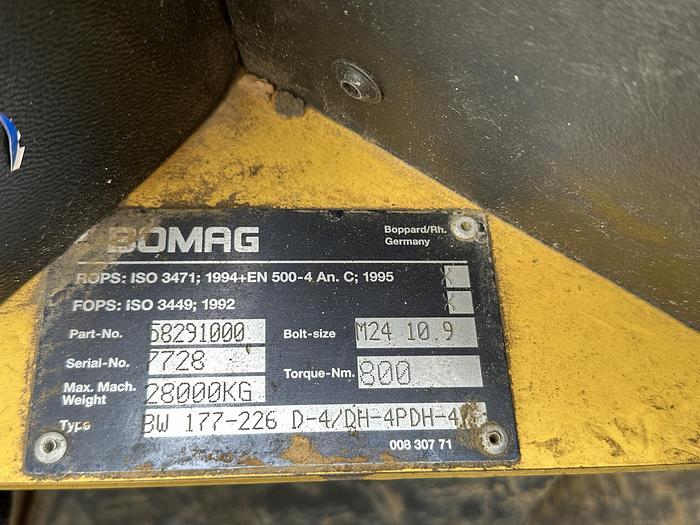 BOMAG
Boppard/Rh.
Germany
ROPS: ISO 3471; 1994+EN 500-4 An. C; 1995 X
FOPS: ISO 3449; 1992 X
Part-No. 58291000 Bolt-size M24 10.9
Serial-No. 7728
Torque-Nm. 800
Max. Mach.
Weight 28000KG
Type BW 177-226 D-4/DH-4PDH-4
008 307 71